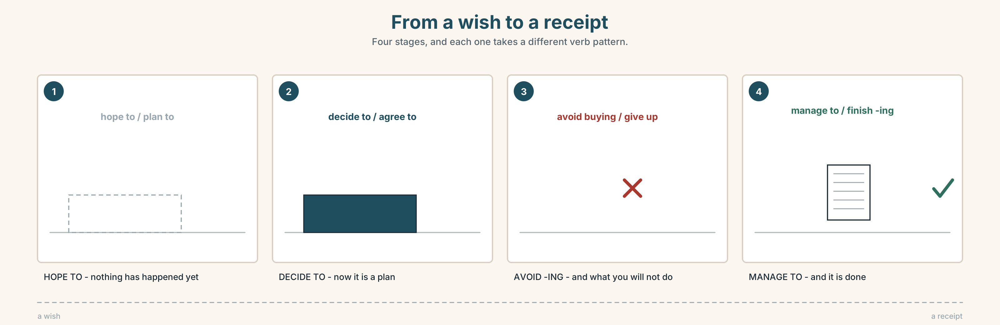 From a wish to a receipt
Four stages, and each one takes a different verb pattern.
1
hope to / plan to
HOPE TO - nothing has happened yet
2
decide to / agree to
DECIDE TO - now it is a plan
3
avoid buying / give up
AVOID -ING - and what you will not do
4
manage to / finish -ing
MANAGE TO - and it is done
a wish
a receipt